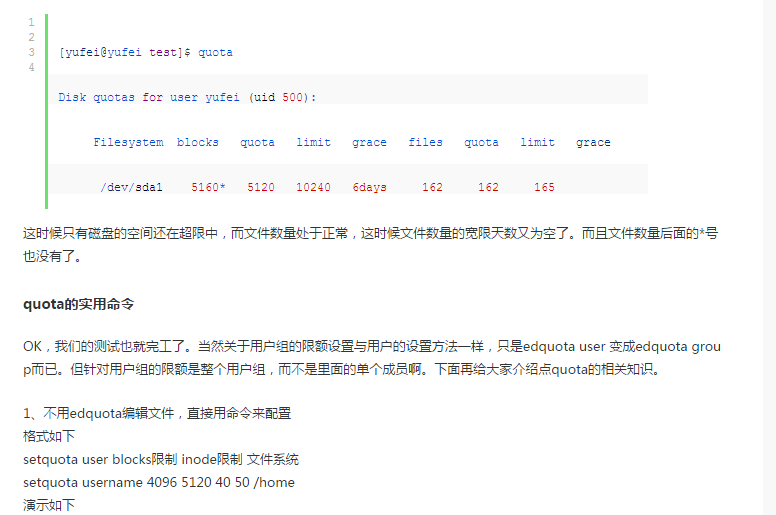 1
2
3
4
[yufei@yufei test]$ quota
Disk quotas for user yufei (uid 500):
Filesystem blocks quota limit grace files quota limit grace
/dev/sda1 5160* 5120 10240 6days 162 162 165
这时候只有磁盘的空间还在超限中，而文件数量处于正常，这时候文件数量的宽限天数又为空了。而且文件数量后面的*号
也没有了。
quota的实用命令
OK，我们的测试也就完工了。当然关于用户组的限额设置与用户的设置方法一样，只是edquota user 变成edquota grou
p而已。但针对用户组的限额是整个用户组，而不是里面的单个成员啊。下面再给大家介绍点quota的相关知识。
1、不用edquota编辑文件，直接用命令来配置
格式如下
setquota user blocks限制 inode限制 文件系统
setquota username 4096 5120 40 50 /home
演示如下